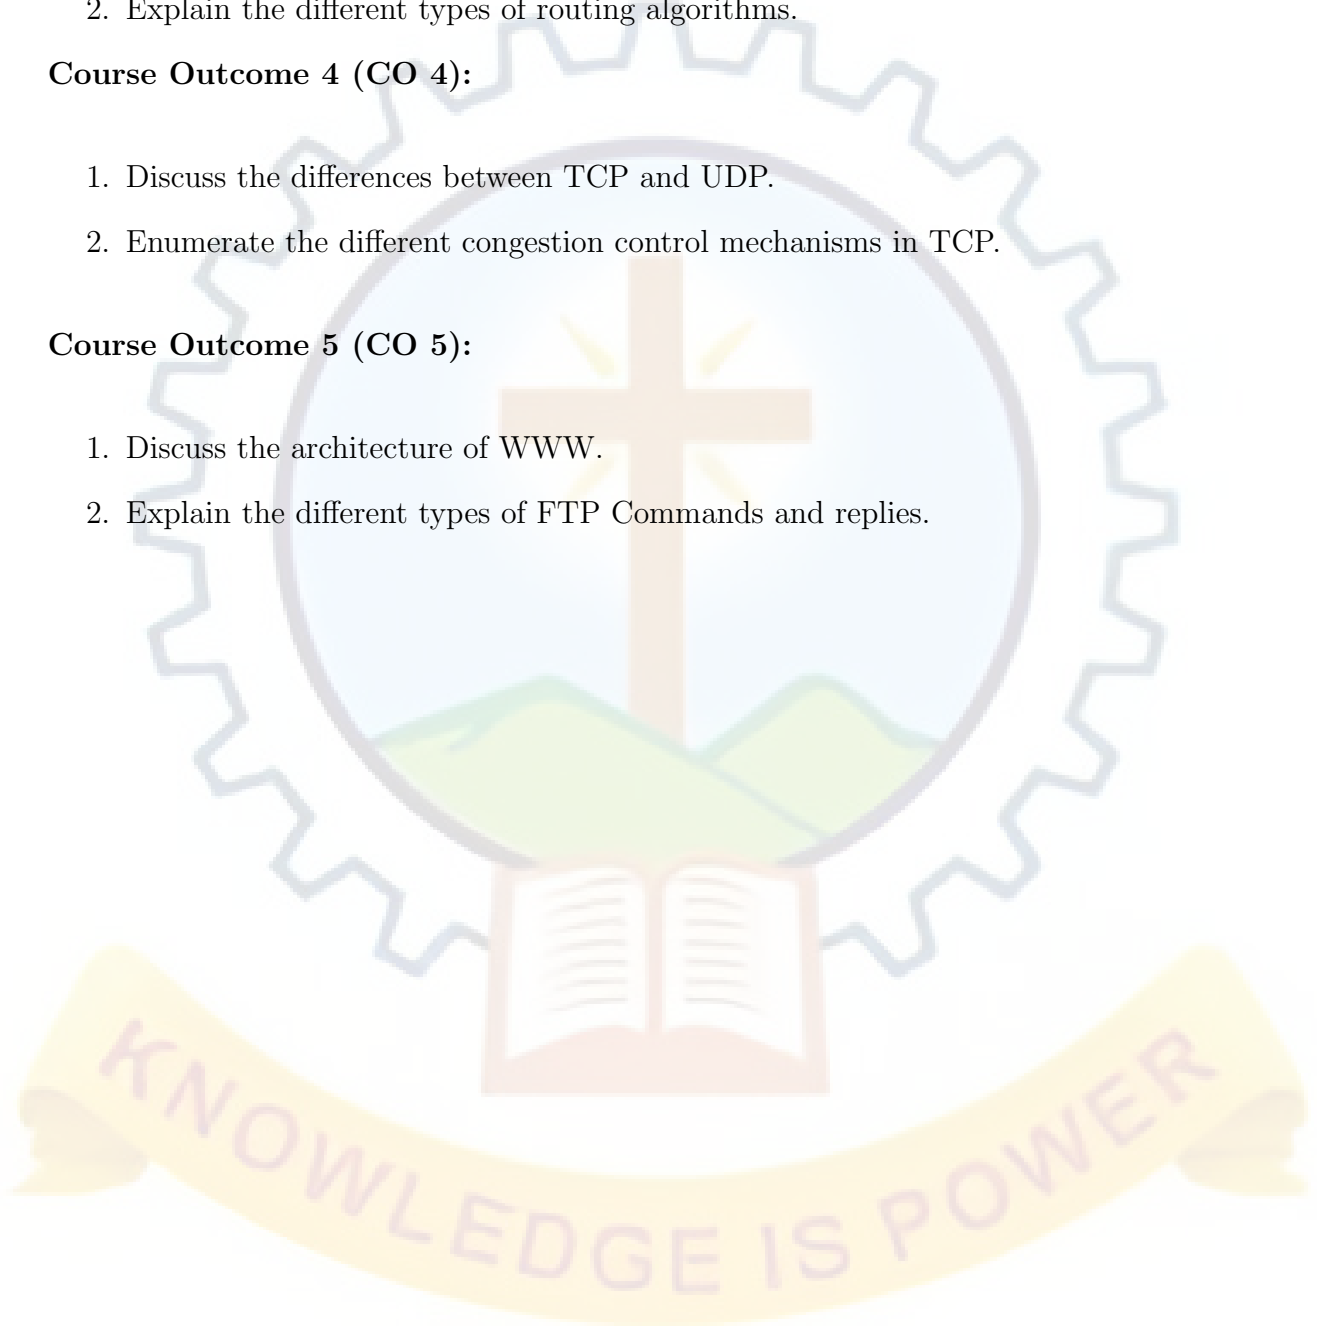 2. Explain the different types of routing algorithms.
Course Outcome 4 (CO 4):
1. Discuss the differences between TCP and UDP.
2. Enumerate the different congestion control mechanisms in TCP.
Course Outcome 5 (CO 5):
1. Discuss the architecture of WWW.
2. Explain the different types of FTP Commands and replies.
KNOWLEDGE IS POWER